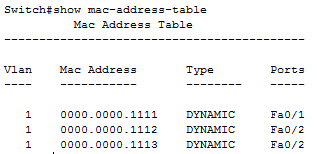 Switch#show mac-address-table
Mac Address Table
-------------------------------------------
Vlan Mac Address Type Ports
---- ----------- -------- -----
1 0000.0000.1111 DYNAMIC Fa0/1
1 0000.0000.1112 DYNAMIC Fa0/2
1 0000.0000.1113 DYNAMIC Fa0/2